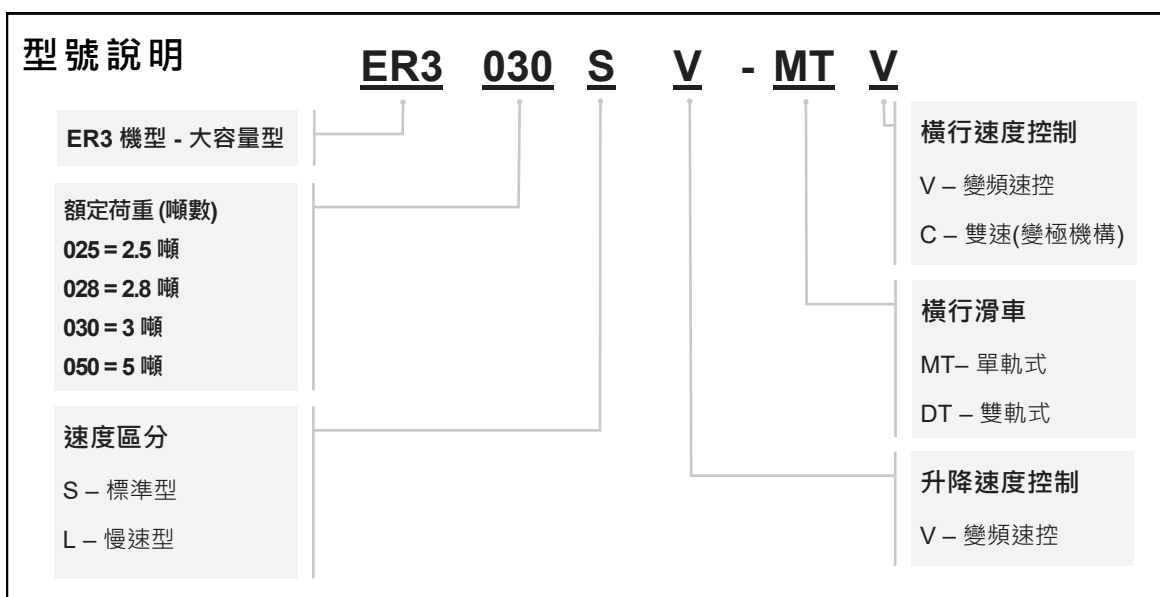 型號說明
ER3 030 S V - MT V
ER3 機型 - 大容量型
額定荷重 (噸數)
025 = 2.5 噸
028 = 2.8 噸
030 = 3 噸
050 = 5 噸
速度區分
S – 標準型
L – 慢速型
橫行速度控制
V – 變頻速控
C – 雙速(變極機構)
橫行滑車
MT– 單軌式
DT – 雙軌式
升降速度控制
V – 變頻速控